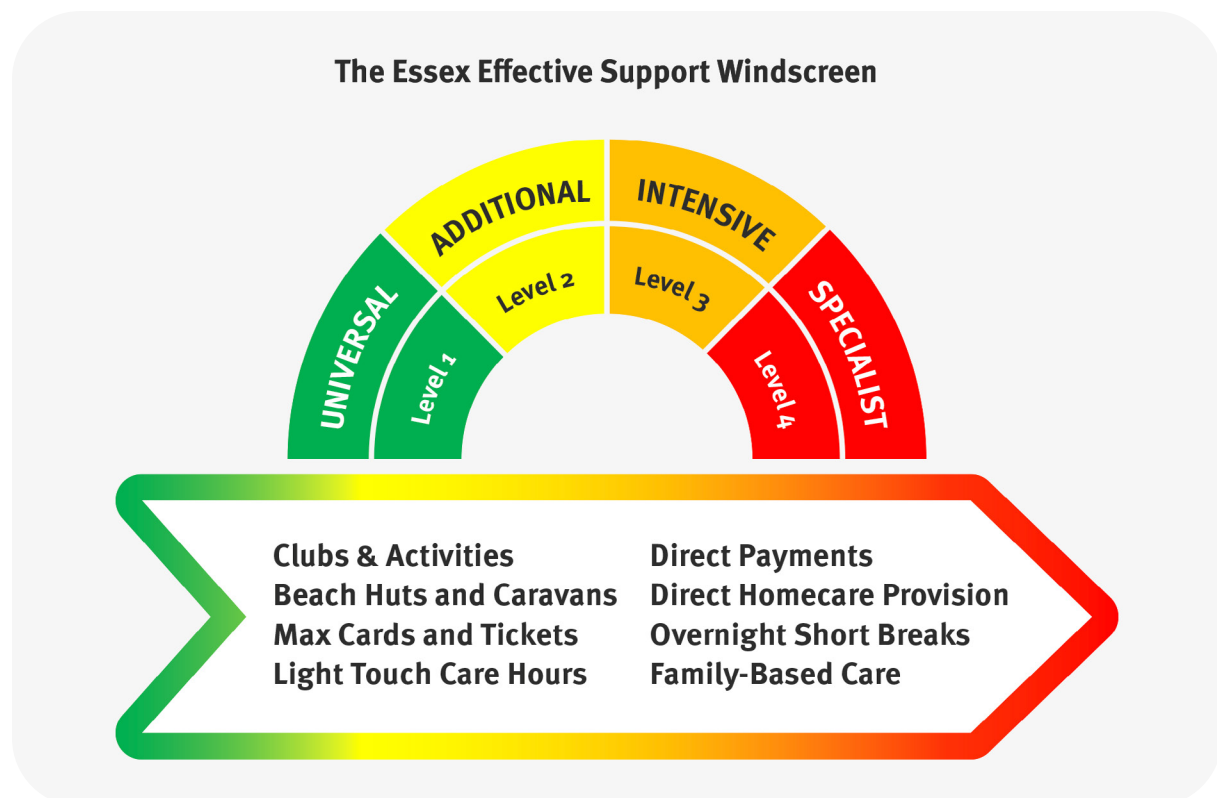 The Essex Effective Support Windscreen
UNIVERSAL
Level 1
ADDITIONAL
Level 2
INTENSIVE
Level 3
SPECIALIST
Level 4
Clubs & Activities
Beach Huts and Caravans
Max Cards and Tickets
Light Touch Care Hours
Direct Payments
Direct Homecare Provision
Overnight Short Breaks
Family-Based Care